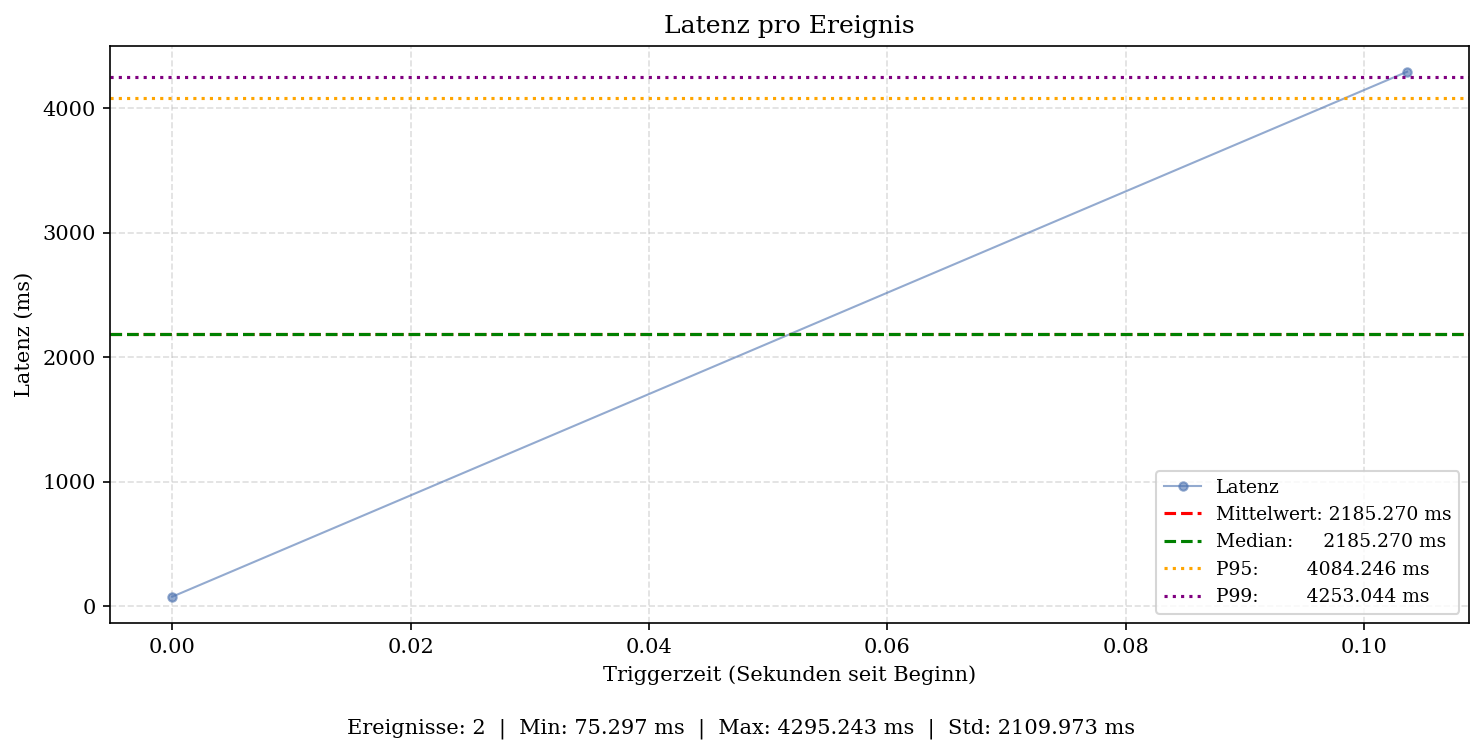 Latenz pro Ereignis
Latenz (ms)
4000
3000
2000
1000
0
Latenz
Mittelwert: 2185.270 ms
Median: 2185.270 ms
P95: 4084.246 ms
P99: 4253.044 ms
0.00 0.02 0.04 0.06 0.08 0.10
Triggerzeit (Sekunden seit Beginn)
Ereignisse: 2 | Min: 75.297 ms | Max: 4295.243 ms | Std: 2109.973 ms